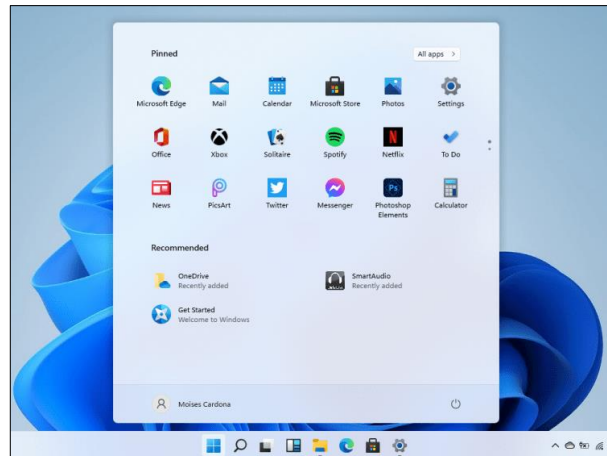 Pinned
All apps >
Microsoft Edge Mail Calendar Microsoft Store Photos Settings
Office Xbox Solitaire Spotify Netflix To Do
N
Ps
News PicsArt Twitter Messenger Photoshop Calculator
Elements
Recommended
OneDrive SmartAudio
Recently added Recently added
Get Started
Welcome to Windows
Moises Cardona